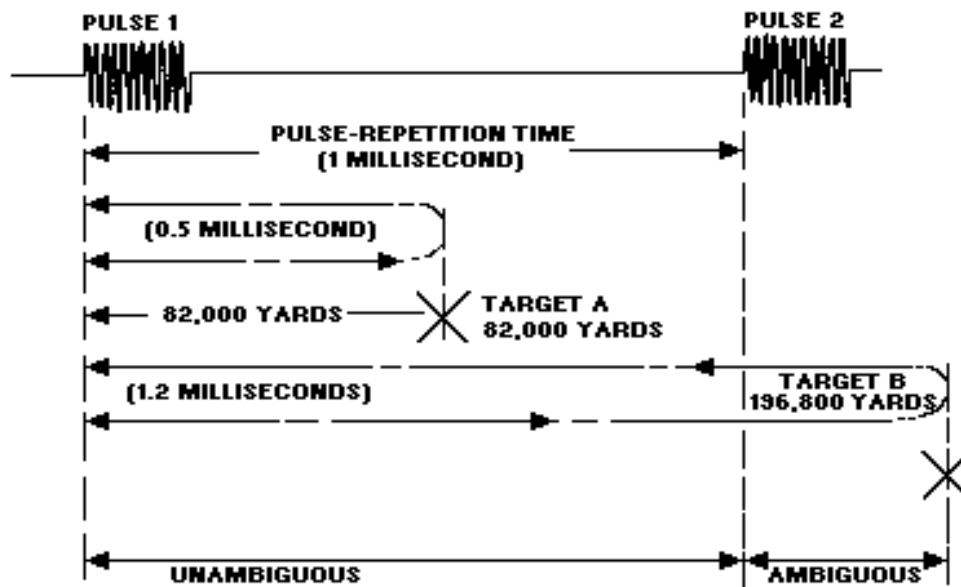 PULSE 1
PULSE 2
PULSE-REPETITION TIME
(1 MILLISECOND)
(0.5 MILLISECOND)
82,000 YARDS
TARGET A
82,000 YARDS
(1.2 MILLISECONDS)
TARGET B
196,800 YARDS
UNAMBIGUOUS
AMBIGUOUS